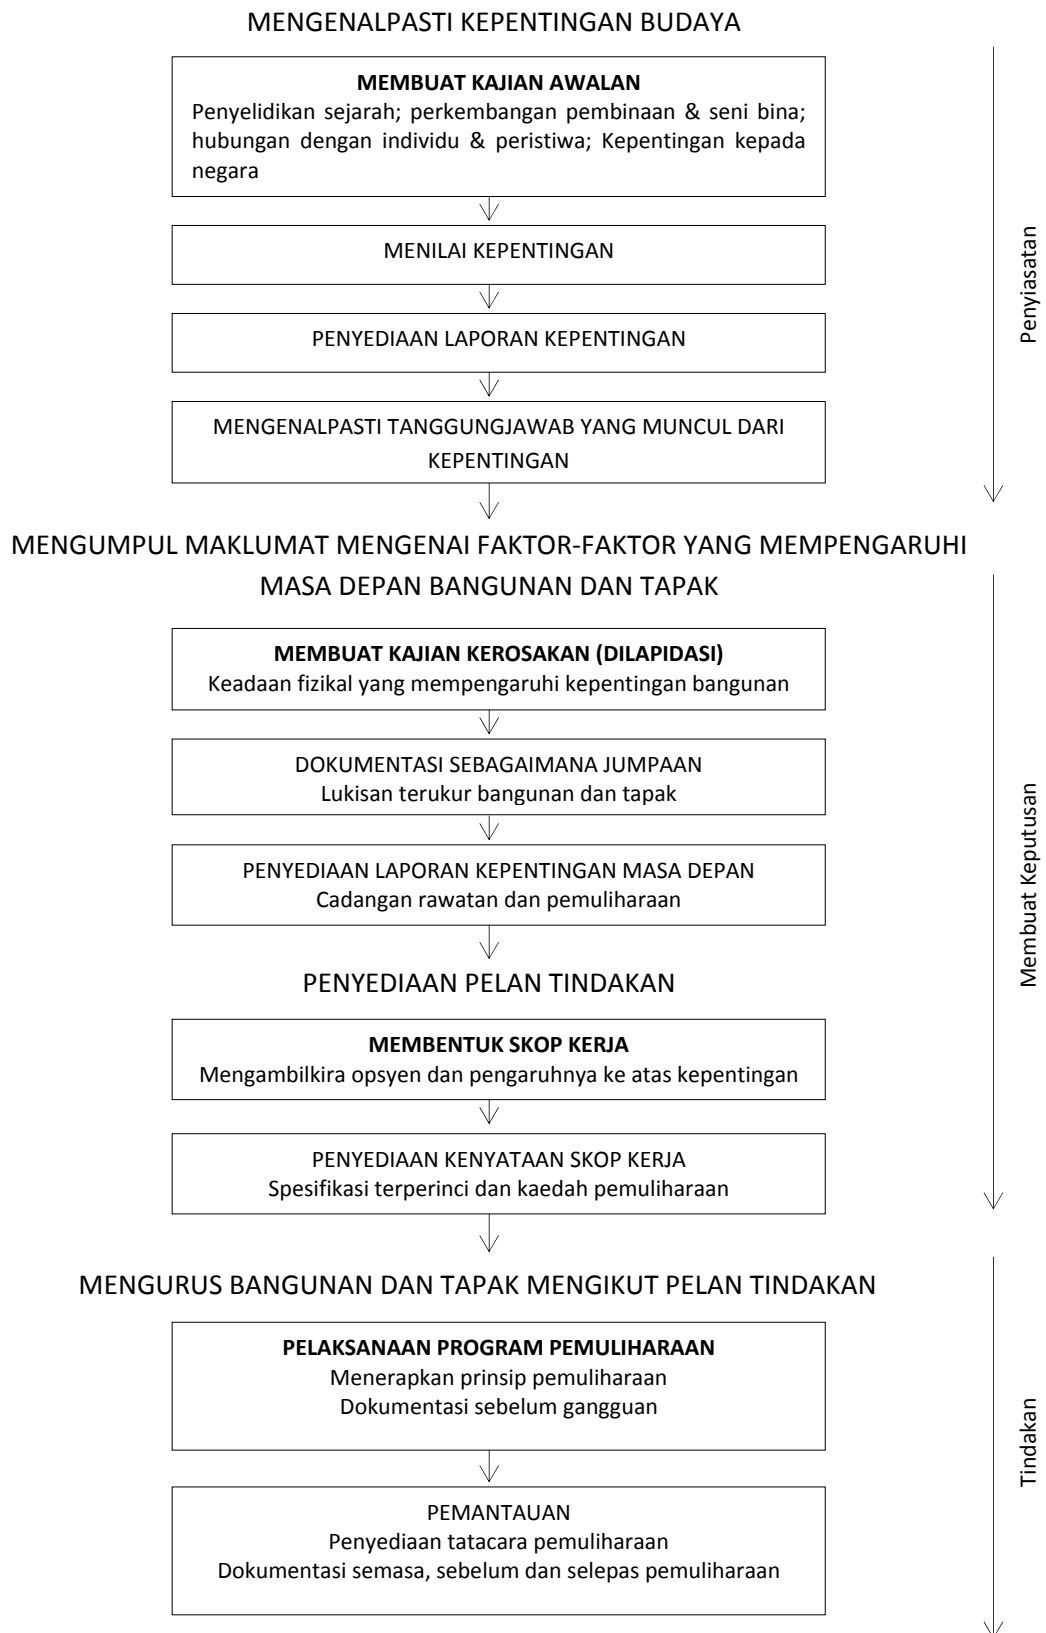 MENGENALPASTI KEPENTINGAN BUDAYA
MEMBUAT KAJIAN AWALAN
Penyelidikan sejarah; perkembangan pembinaan & seni bina;
hubungan dengan individu & peristiwa; Kepentingan kepada
negara
MENILAI KEPENTINGAN
PENYEDIAAN LAPORAN KEPENTINGAN
MENGENALPASTI TANGGUNGJAWAB YANG MUNCUL DARI
KEPENTINGAN
Penyiasatan
MENGUMPUL MAKLUMAT MENGENAI FAKTOR-FAKTOR YANG MEMPENGARUHI
MASA DEPAN BANGUNAN DAN TAPAK
MEMBUAT KAJIAN KEROSAKAN (DILAPIDASI)
Keadaan fizikal yang mempengaruhi kepentingan bangunan
DOKUMENTASI SEBAGAIMANA JUMPAAN
Lukisan terukur bangunan dan tapak
PENYEDIAAN LAPORAN KEPENTINGAN MASA DEPAN
Cadangan rawatan dan pemuliharaan
PENYEDIAAN PELAN TINDAKAN
MEMBENTUK SKOP KERJA
Mengambilkira opsyen dan pengaruhnya ke atas kepentingan
PENYEDIAAN KENYATAAN SKOP KERJA
Spesifikasi terperinci dan kaedah pemuliharaan
Membuat Keputusan
MENGURUS BANGUNAN DAN TAPAK MENGIKUT PELAN TINDAKAN
PELAKSANAAN PROGRAM PEMULIHARAAN
Menerapkan prinsip pemuliharaan
Dokumentasi sebelum gangguan
PEMANTAUAN
Penyediaan tatacara pemuliharaan
Dokumentasi semasa, sebelum dan selepas pemuliharaan
Tindakan